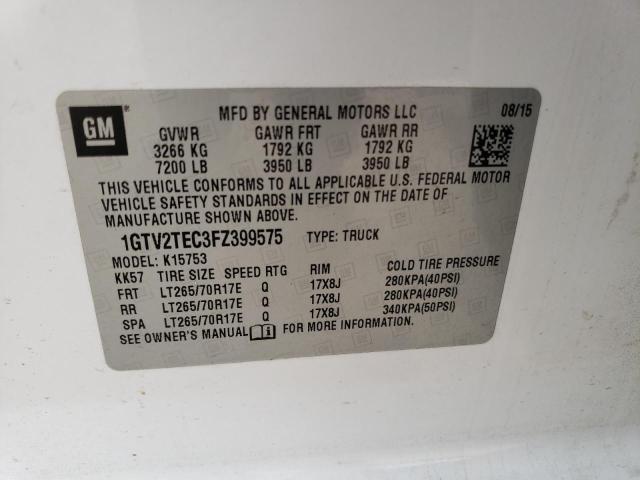 GM
MFD BY GENERAL MOTORS LLC 08/15
GVWR GAWR FRT GAWR RR
3266 KG 1792 KG 1792 KG
7200 LB 3950 LB 3950 LB
THIS VEHICLE CONFORMS TO ALL APPLICABLE U.S. FEDERAL MOTOR
VEHICLE SAFETY STANDARDS IN EFFECT ON THE DATE OF
MANUFACTURE SHOWN ABOVE.
1GTV2TEC3FZ399575 TYPE: TRUCK
MODEL: K15753
KK57 TIRE SIZE SPEED RTG RIM COLD TIRE PRESSURE
FRT LT265/70R17E Q 17X8J 280KPA(40PSI)
RR LT265/70R17E Q 17X8J 280KPA(40PSI)
SPA LT265/70R17E Q 17X8J 340KPA(50PSI)
SEE OWNER'S MANUAL FOR MORE INFORMATION.